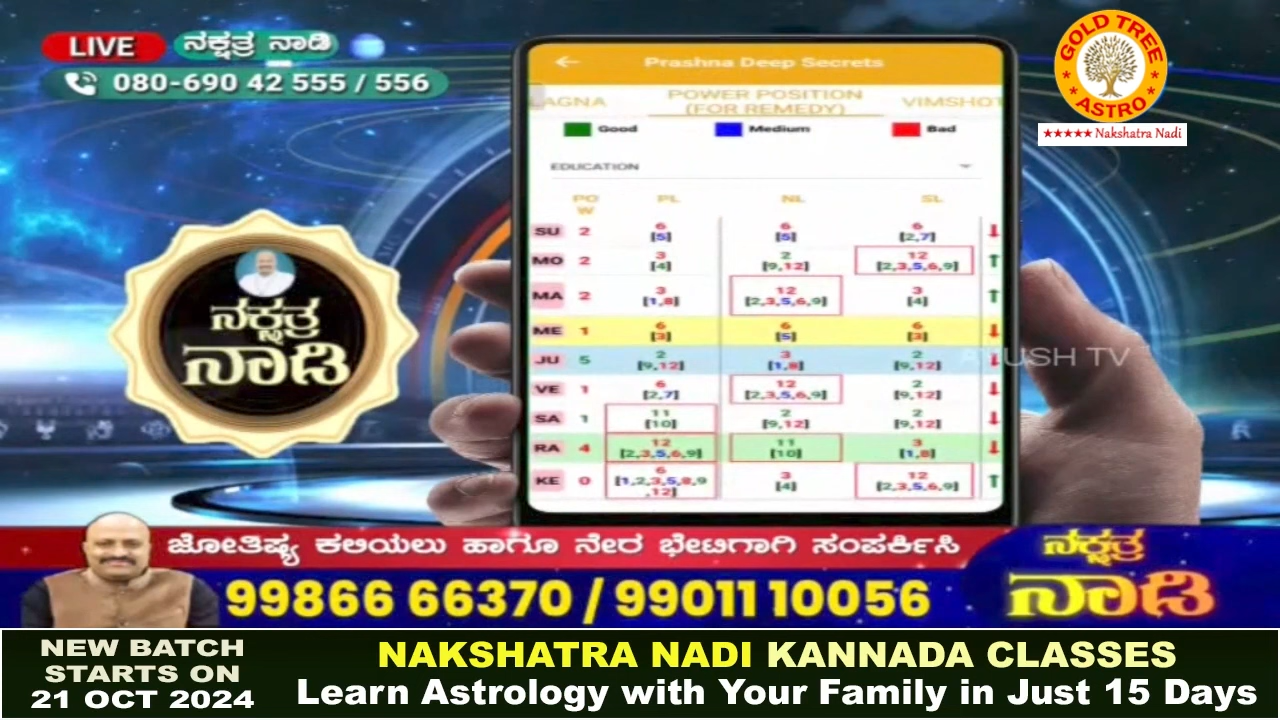 LIVE
ನಕ್ಷತ್ರ ನಾಡಿ
080-690 42 555 / 556
GOLD TREE
ASTRO
★★★★★ Nakshatra Nadi
Prashna Deep Secrets
LAGNA POWER POSITION (FOR REMEDY) VIMSHOT
Good Medium Bad
EDUCATION
POW PL NL SL
SU 2 6 [5] 6 [5] 6 [2,7]
MO 2 3 [4] 2 [9,12] 12 [2,3,5,6,9]
MA 2 3 [1,8] 12 [2,3,5,6,9] 3 [4]
ME 1 6 [3] 6 [5] 6 [3]
JU 5 2 [9,12] 3 [1,8] 2 [9,12]
VE 1 6 [2,7] 12 [2,3,5,6,9] 2 [9,12]
SA 1 11 [10] 2 [9,12] 2 [9,12]
RA 4 12 [2,3,5,6,9] 11 [10] 3 [1,8]
KE 0 6 [1,2,3,5,8,9,12] 3 [4] 12 [2,3,5,6,9]
ನಕ್ಷತ್ರ
ನಾಡಿ
USH TV
ಜ್ಯೋತಿಷ್ಯ ಕಲಿಯಲು ಹಾಗೂ ನೇರ ಭೇಟಿಗಾಗಿ ಸಂಪರ್ಕಿಸಿ
99866 66370 / 99011 10056
ನಕ್ಷತ್ರ
ನಾಡಿ
NEW BATCH
STARTS ON
21 OCT 2024
NAKSHATRA NADI KANNADA CLASSES
Learn Astrology with Your Family in Just 15 Days